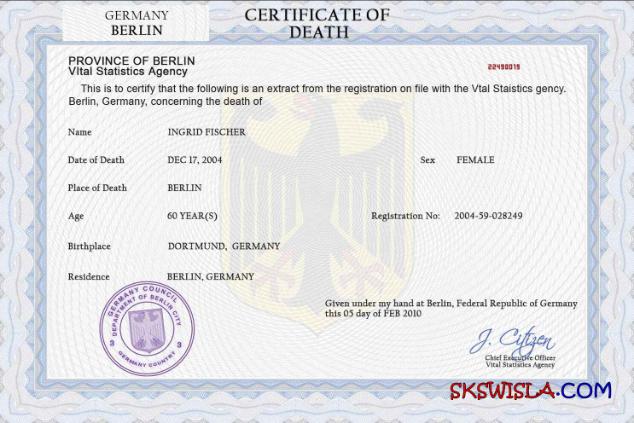 GERMANY
BERLIN
CERTIFICATE OF
DEATH
PROVINCE OF BERLIN
VItal Statistics Agency
22490019
This is to certify that the following is an extract from the registration on file with the Vtal Staistics gency.
Berlin, Germany, concerning the death of
Name INGRID FISCHER
Date of Death DEC 17, 2004 Sex FEMALE
Place of Death BERLIN
Age 60 YEAR(S) Registration No: 2004-59-028249
Birthplace DORTMUND, GERMANY
Residence BERLIN, GERMANY
GERMANY COUNCIL
DEPARTMENT OF BERLIN CITY
3 3
GERMANY COUNTRY
Given under my hand at Berlin, Federal Republic of Germany
this 05 day of FEB 2010
J. Citizen
Chief Executive Officer
Vital Statistics Agency
SKSWISLA.COM